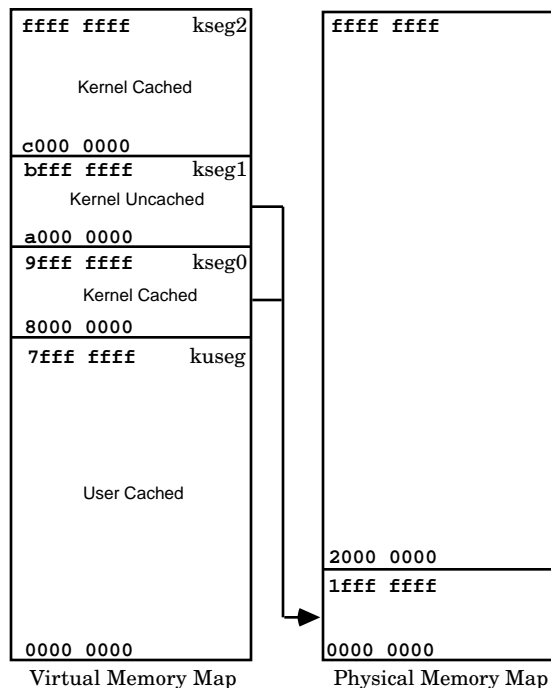 ffff ffff kseg2
Kernel Cached
c000 0000
bfff ffff kseg1
Kernel Uncached
a000 0000
9fff ffff kseg0
Kernel Cached
8000 0000
7fff ffff kuseg
User Cached
0000 0000
Virtual Memory Map
ffff ffff
2000 0000
1fff ffff
0000 0000
Physical Memory Map